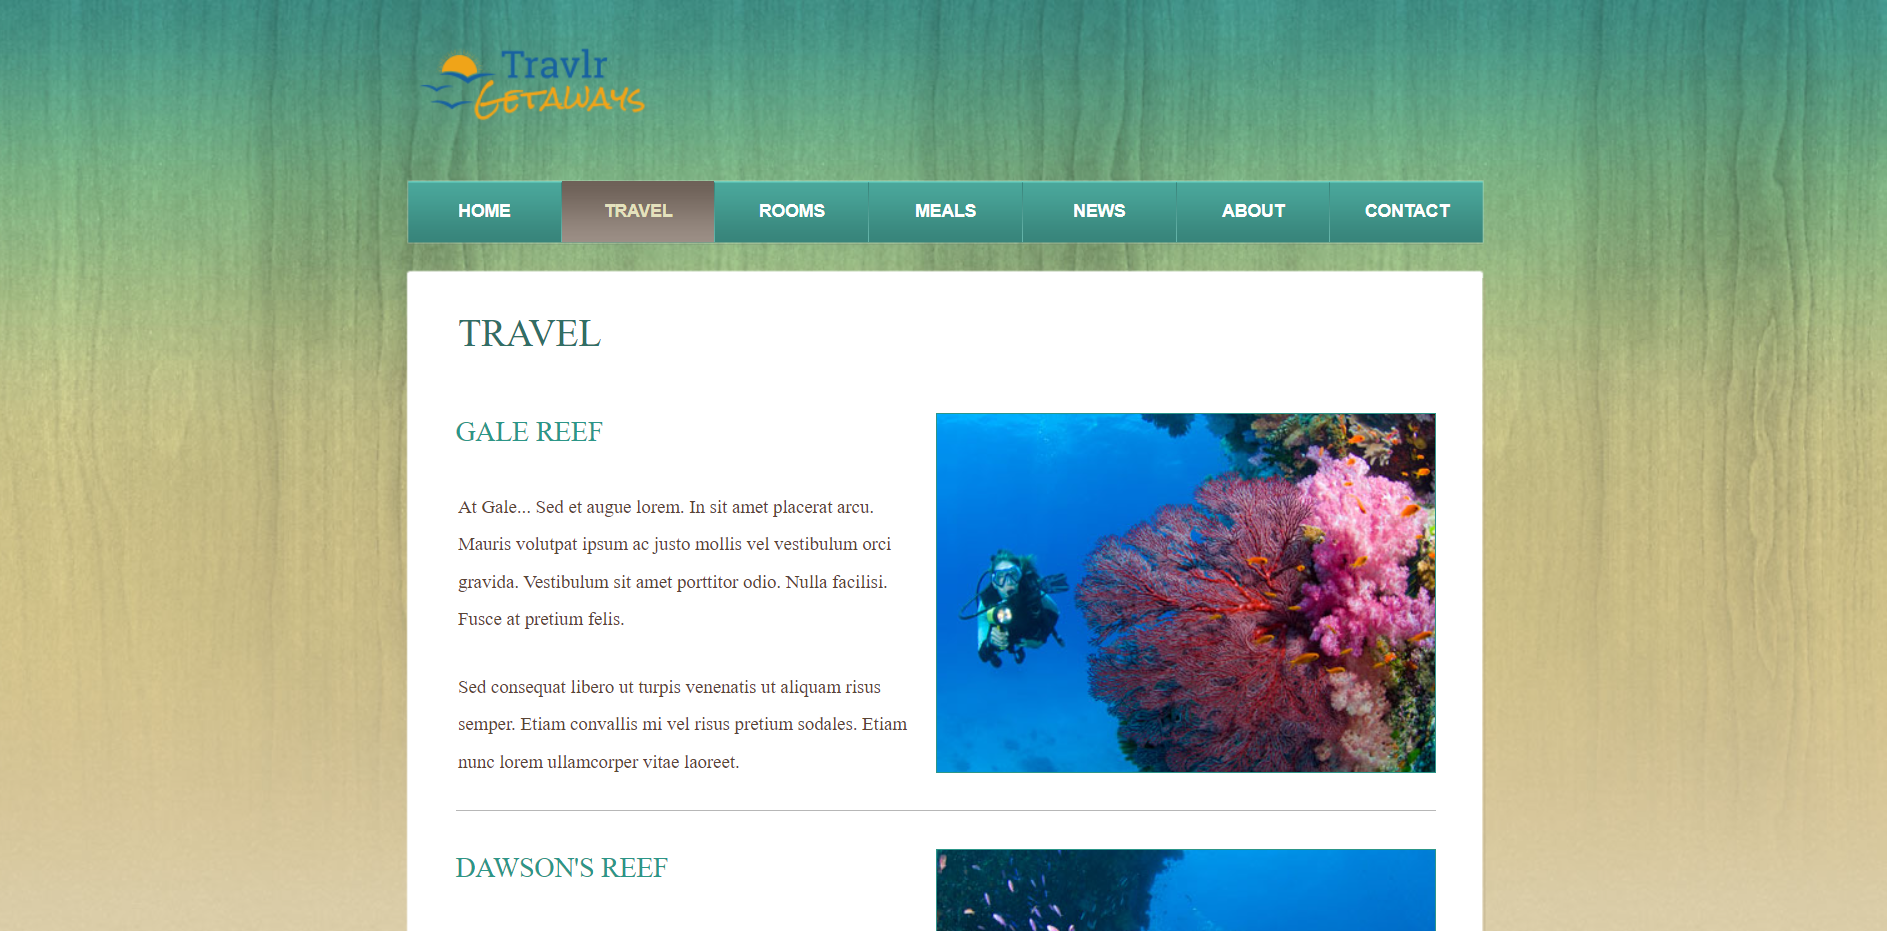 Travlr
Getaways
HOME TRAVEL ROOMS MEALS NEWS ABOUT CONTACT
TRAVEL
GALE REEF
At Gale... Sed et augue lorem. In sit amet placerat arcu.
Mauris volutpat ipsum ac justo mollis vel vestibulum orci
gravida. Vestibulum sit amet porttitor odio. Nulla facilisi.
Fusce at pretium felis.
Sed consequat libero ut turpis venenatis ut aliquam risus
semper. Etiam convallis mi vel risus pretium sodales. Etiam
nunc lorem ullamcorper vitae laoreet.
DAWSON'S REEF